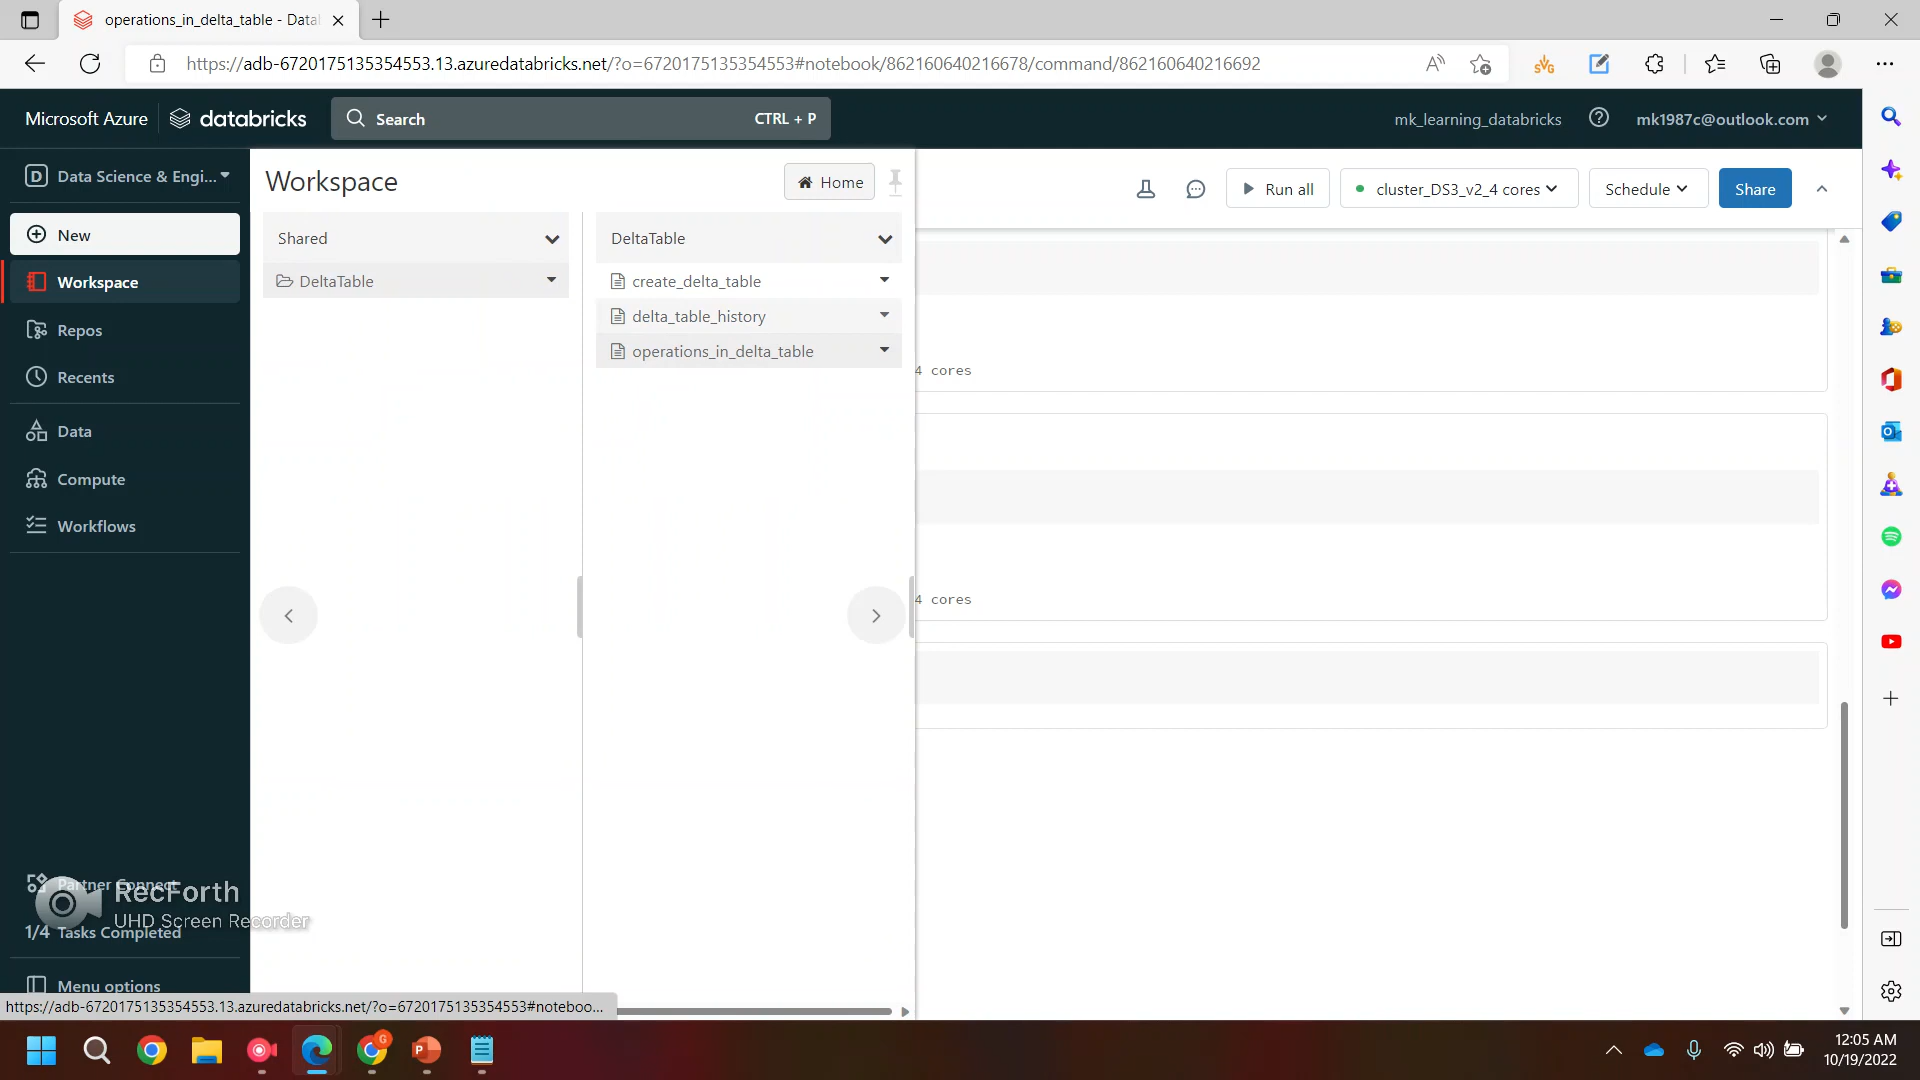 operations_in_delta_table - Data
https://adb-6720175135354553.13.azuredatabricks.net/?o=6720175135354553#notebook/862160640216678/command/862160640216692
Microsoft Azure databricks Search CTRL + P mk_learning_databricks mk1987c@outlook.com
D Data Science & Engi...
New
Workspace
Repos
Recents
Data
Compute
Workflows
Partner Connect
1/4 Tasks Completed
Menu options
RecForth
UHD Screen Recorder
Workspace
Home
Shared
DeltaTable
DeltaTable
create_delta_table
delta_table_history
operations_in_delta_table
Run all
cluster_DS3_v2_4 cores
Schedule
Share
4 cores
4 cores
https://adb-6720175135354553.13.azuredatabricks.net/?o=6720175135354553#noteboo...
12:05 AM
10/19/2022